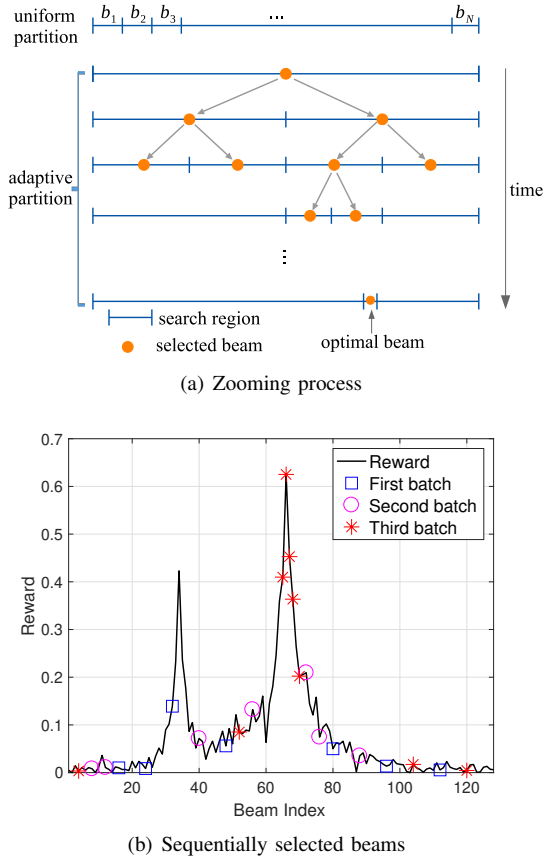 uniform partition
b1 b2 b3 ... bN
adaptive partition
time
...
search region
selected beam
optimal beam
(a) Zooming process
0.7
0.6
0.5
0.4
0.3
0.2
0.1
0
Reward
Reward
First batch
Second batch
Third batch
20 40 60 80 100 120
Beam Index
(b) Sequentially selected beams